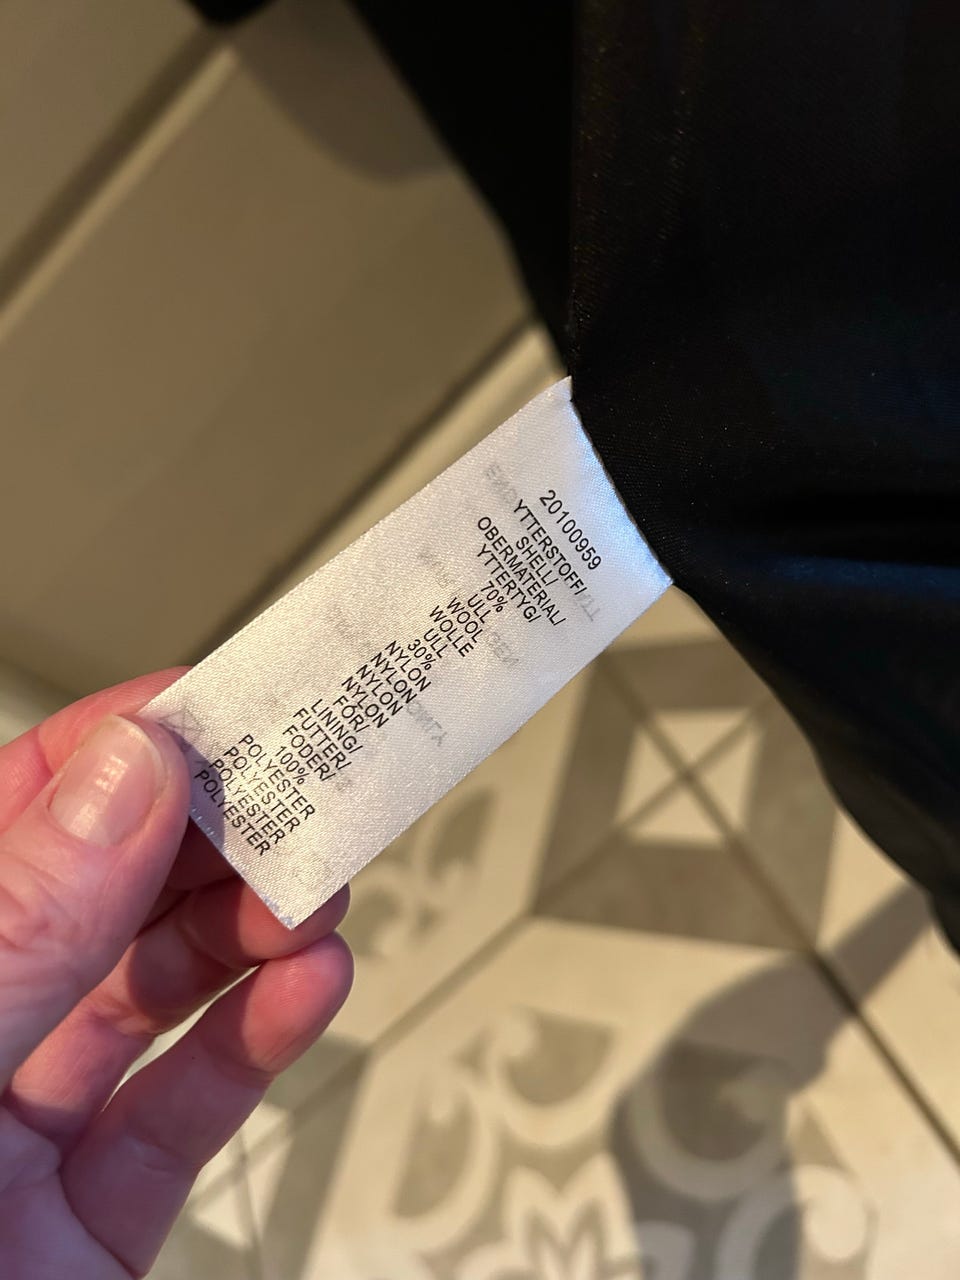 20100959
YTTERSTOFF/
SHELL/
OBERMATERIAL/
YTTERTYG/
70%
ULL
WOOL
WOLLE
ULL
30%
NYLON
NYLON
NYLON
NYLON
FÓR/
LINING/
FUTTER/
FODER/
100%
POLYESTER
POLYESTER
POLYESTER
POLYESTER